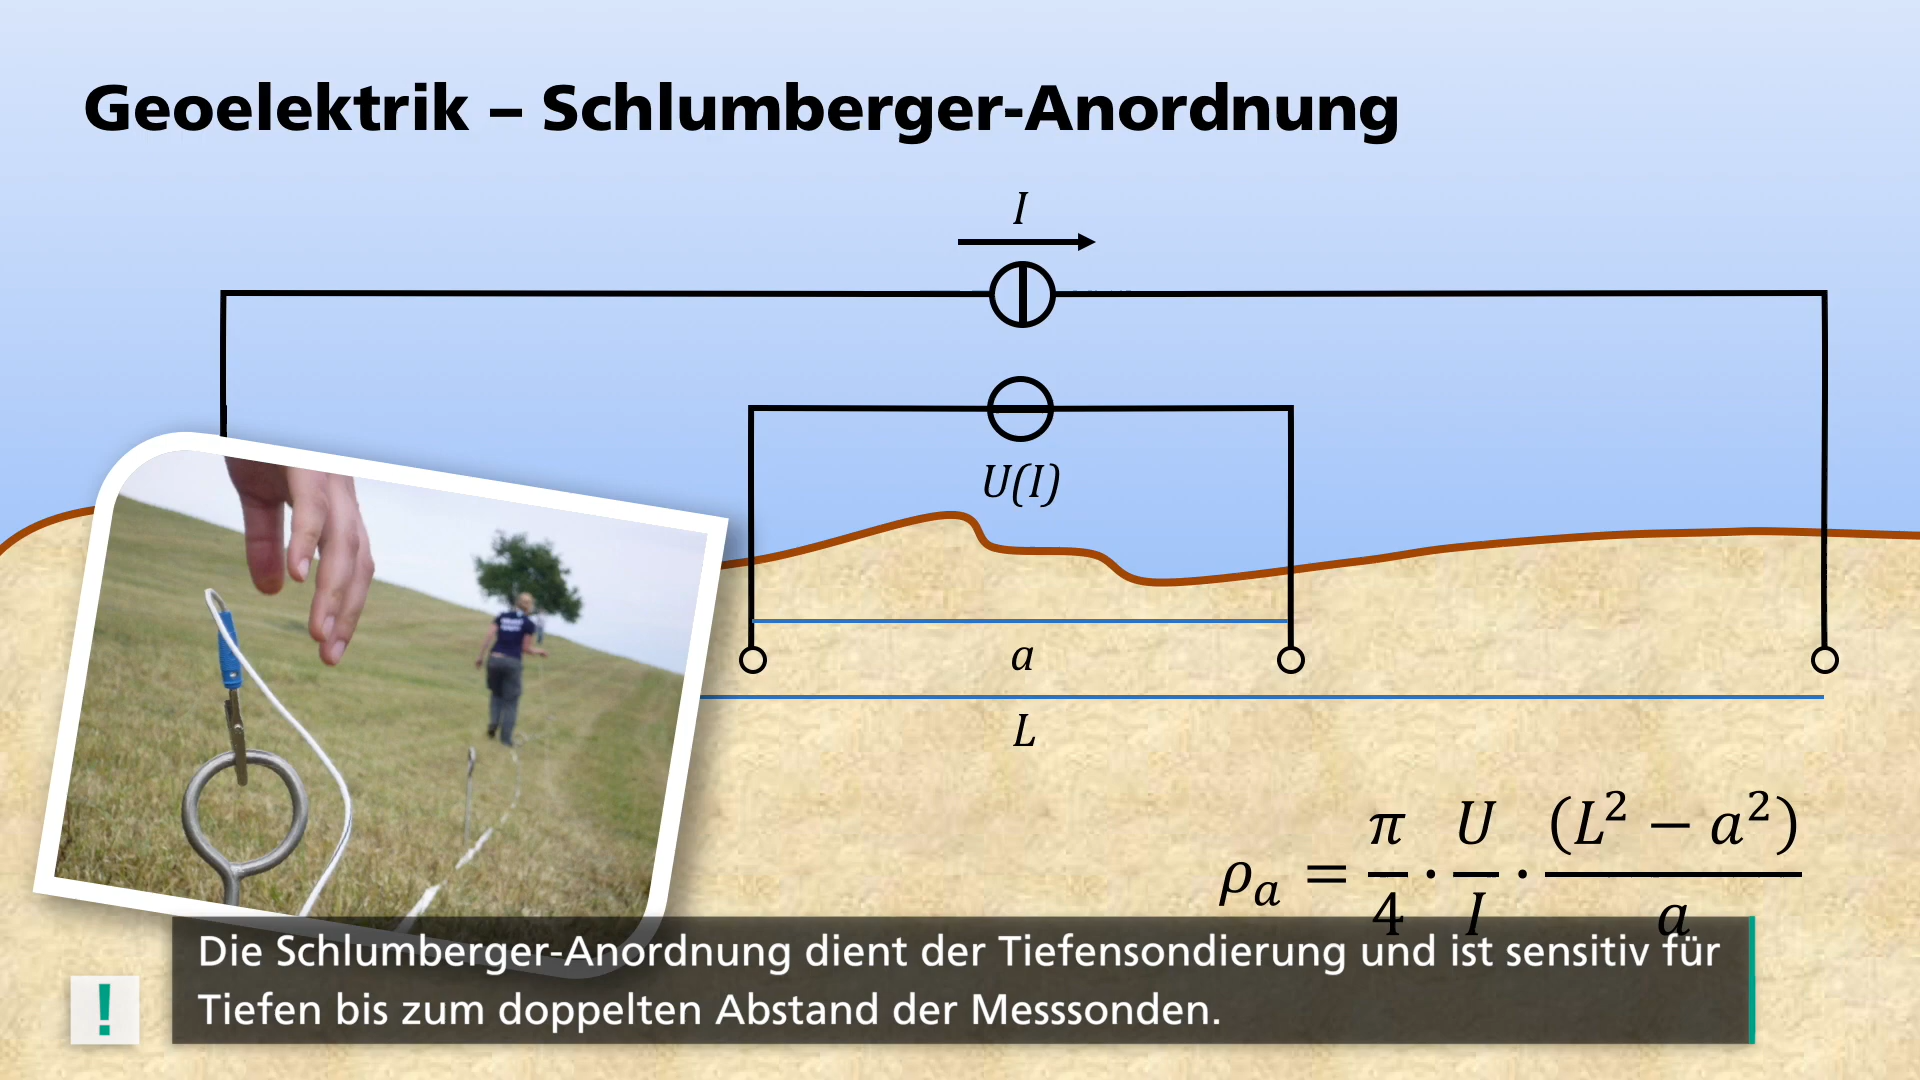 Geoelektrik – Schlumberger-Anordnung
I
U(I)
a
L
ρₐ = π/4 · U/I · (L² − a²)/a
Die Schlumberger-Anordnung dient der Tiefensondierung und ist sensitiv für
Tiefen bis zum doppelten Abstand der Messsonden.
!